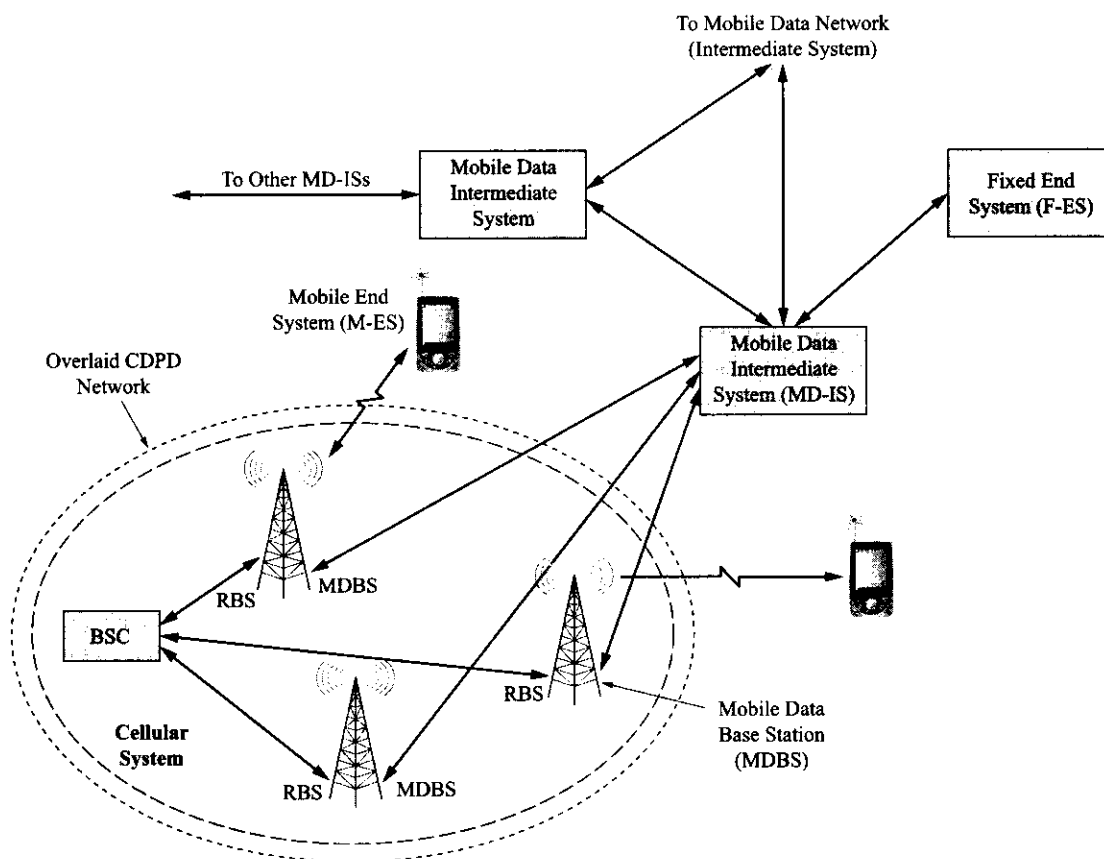 To Mobile Data Network
(Intermediate System)
To Other MD-ISs
Mobile Data
Intermediate
System
Fixed End
System (F-ES)
Mobile End
System (M-ES)
Mobile Data
Intermediate
System (MD-IS)
Overlaid CDPD
Network
RBS
MDBS
BSC
RBS
Cellular
System
RBS
MDBS
Mobile Data
Base Station
(MDBS)